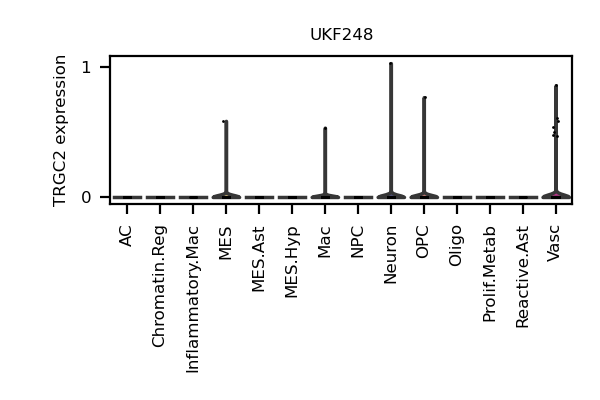 UKF248
TRGC2 expression
1
0
AC
Chromatin.Reg
Inflammatory.Mac
MES
MES.Ast
MES.Hyp
Mac
NPC
Neuron
OPC
Oligo
Prolif.Metab
Reactive.Ast
Vasc